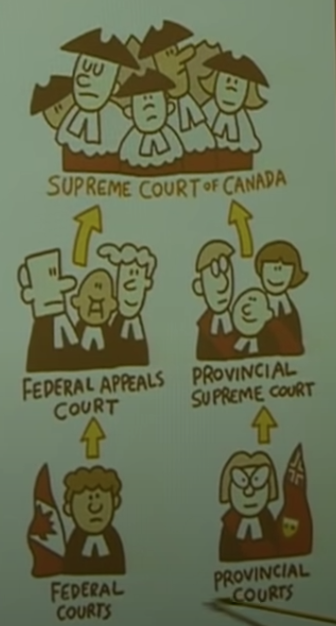 SUPREME COURT OF CANADA
FEDERAL APPEALS
COURT
PROVINCIAL
SUPREME COURT
FEDERAL
COURTS
PROVINCIAL
COURTS